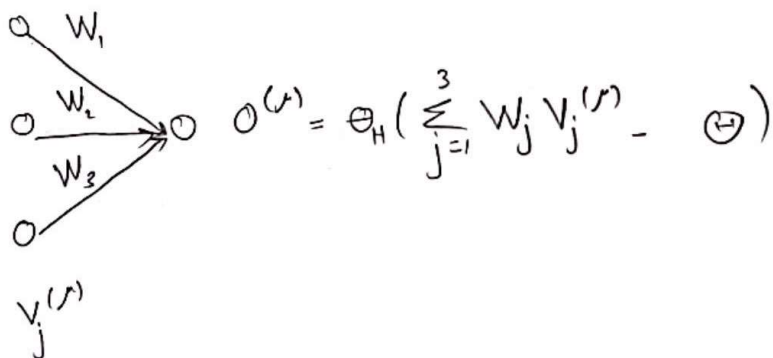 W₁
W₂
W₃
O^(μ) = θ_H ( Σ_{j=1}^{3} W_j V_j^(μ) - Θ )
V_j^(μ)